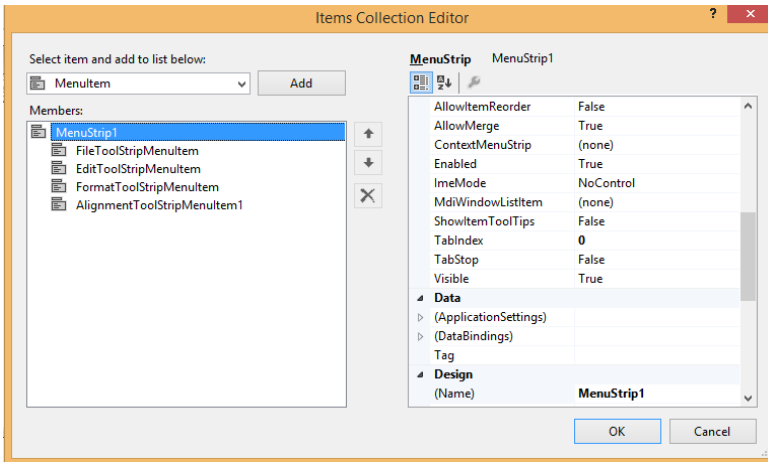 Items Collection Editor
? ×
Select item and add to list below:
MenuItem
Add
Members:
MenuStrip1
FileToolStripMenuItem
EditToolStripMenuItem
FormatToolStripMenuItem
AlignmentToolStripMenuItem1
MenuStrip MenuStrip1
AllowItemReorder False
AllowMerge True
ContextMenuStrip (none)
Enabled True
ImeMode NoControl
MdiWindowListItem (none)
ShowItemToolTips False
TabIndex 0
TabStop False
Visible True
Data
(ApplicationSettings)
(DataBindings)
Tag
Design
(Name) MenuStrip1
OK Cancel